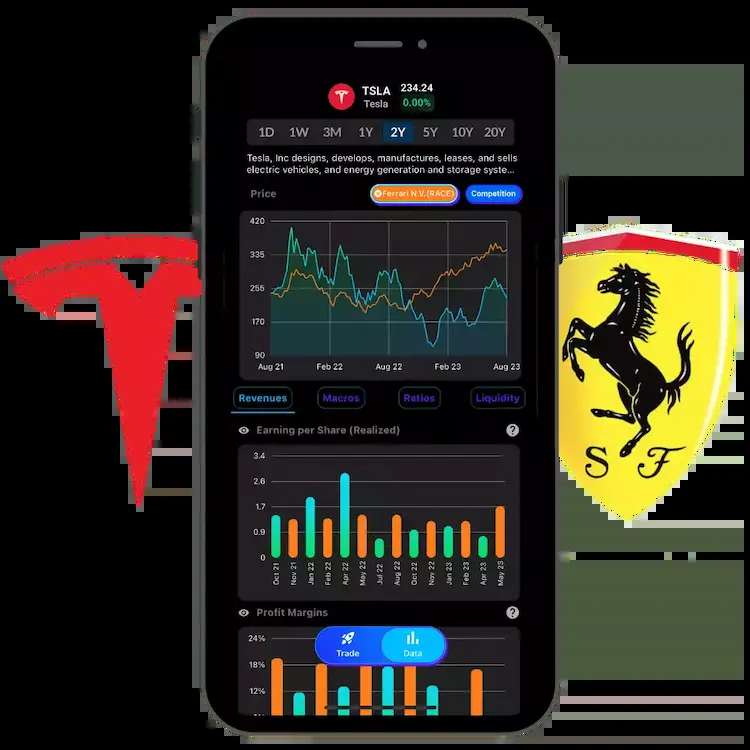 TSLA 234.24
Tesla 0.00%
1D 1W 3M 1Y 2Y 5Y 10Y 20Y
Tesla, Inc designs, develops, manufactures, leases, and sells
electric vehicles, and energy generation and storage syste...
Price Ferrari N.V.(RACE) Competition
420
335
255
170
90
Aug 21 Feb 22 Aug 22 Feb 23 Aug 23
Revenues Macros Ratios Liquidity
Earning per Share (Realized) ?
3.4
2.6
1.7
0.9
0
Oct 21 Nov 21 Jan 22 Feb 22 Apr 22 May 22 Jul 22 Aug 22 Oct 22 Nov 22 Jan 23 Feb 23 Apr 23 May 23
Profit Margins ?
24%
18%
12%
Trade Data
S F